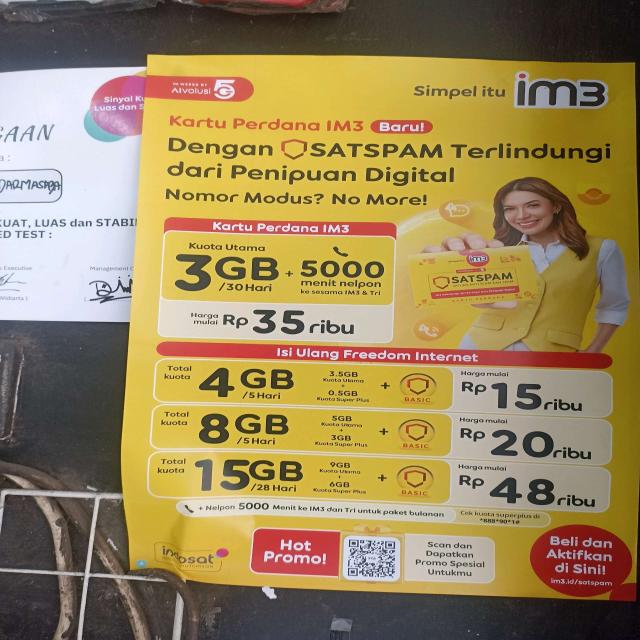 POWERED BY
AIvolusi 5G
Simpel itu im3
Kartu Perdana IM3 Baru!
Dengan SATSPAM Terlindungi
dari Penipuan Digital
Nomor Modus? No More!
Kartu Perdana IM3
Kuota Utama
3GB
/30 Hari
+ 5000
menit nelpon
ke sesama IM3 & Tri
Harga
mulai Rp 35 ribu
im3
SATSPAM
Isi Ulang Freedom Internet
Total
kuota
4GB
/5 Hari
3.5GB
Kuota Utama
+
0.5GB
Kuota Super Plus
+
BASIC
Harga mulai
Rp 15 ribu
Total
kuota
8GB
/5 Hari
5GB
Kuota Utama
+
3GB
Kuota Super Plus
+
BASIC
Harga mulai
Rp 20 ribu
Total
kuota
15GB
/28 Hari
9GB
Kuota Utama
+
6GB
Kuota Super Plus
+
BASIC
Harga mulai
Rp 48 ribu
+ Nelpon 5000 Menit ke IM3 dan Tri untuk paket bulanan
Cek kuota superplus di
*888*90*1#
indosat
Hot
Promo!
Scan dan
Dapatkan
Promo Spesial
Untukmu
Beli dan
Aktifkan
di Sini!
im3.id/satspam
Sinyal Ku
Luas dan S
GAAN
a :
DARMASABA
KUAT, LUAS dan STABI
ED TEST :
Executive
Management